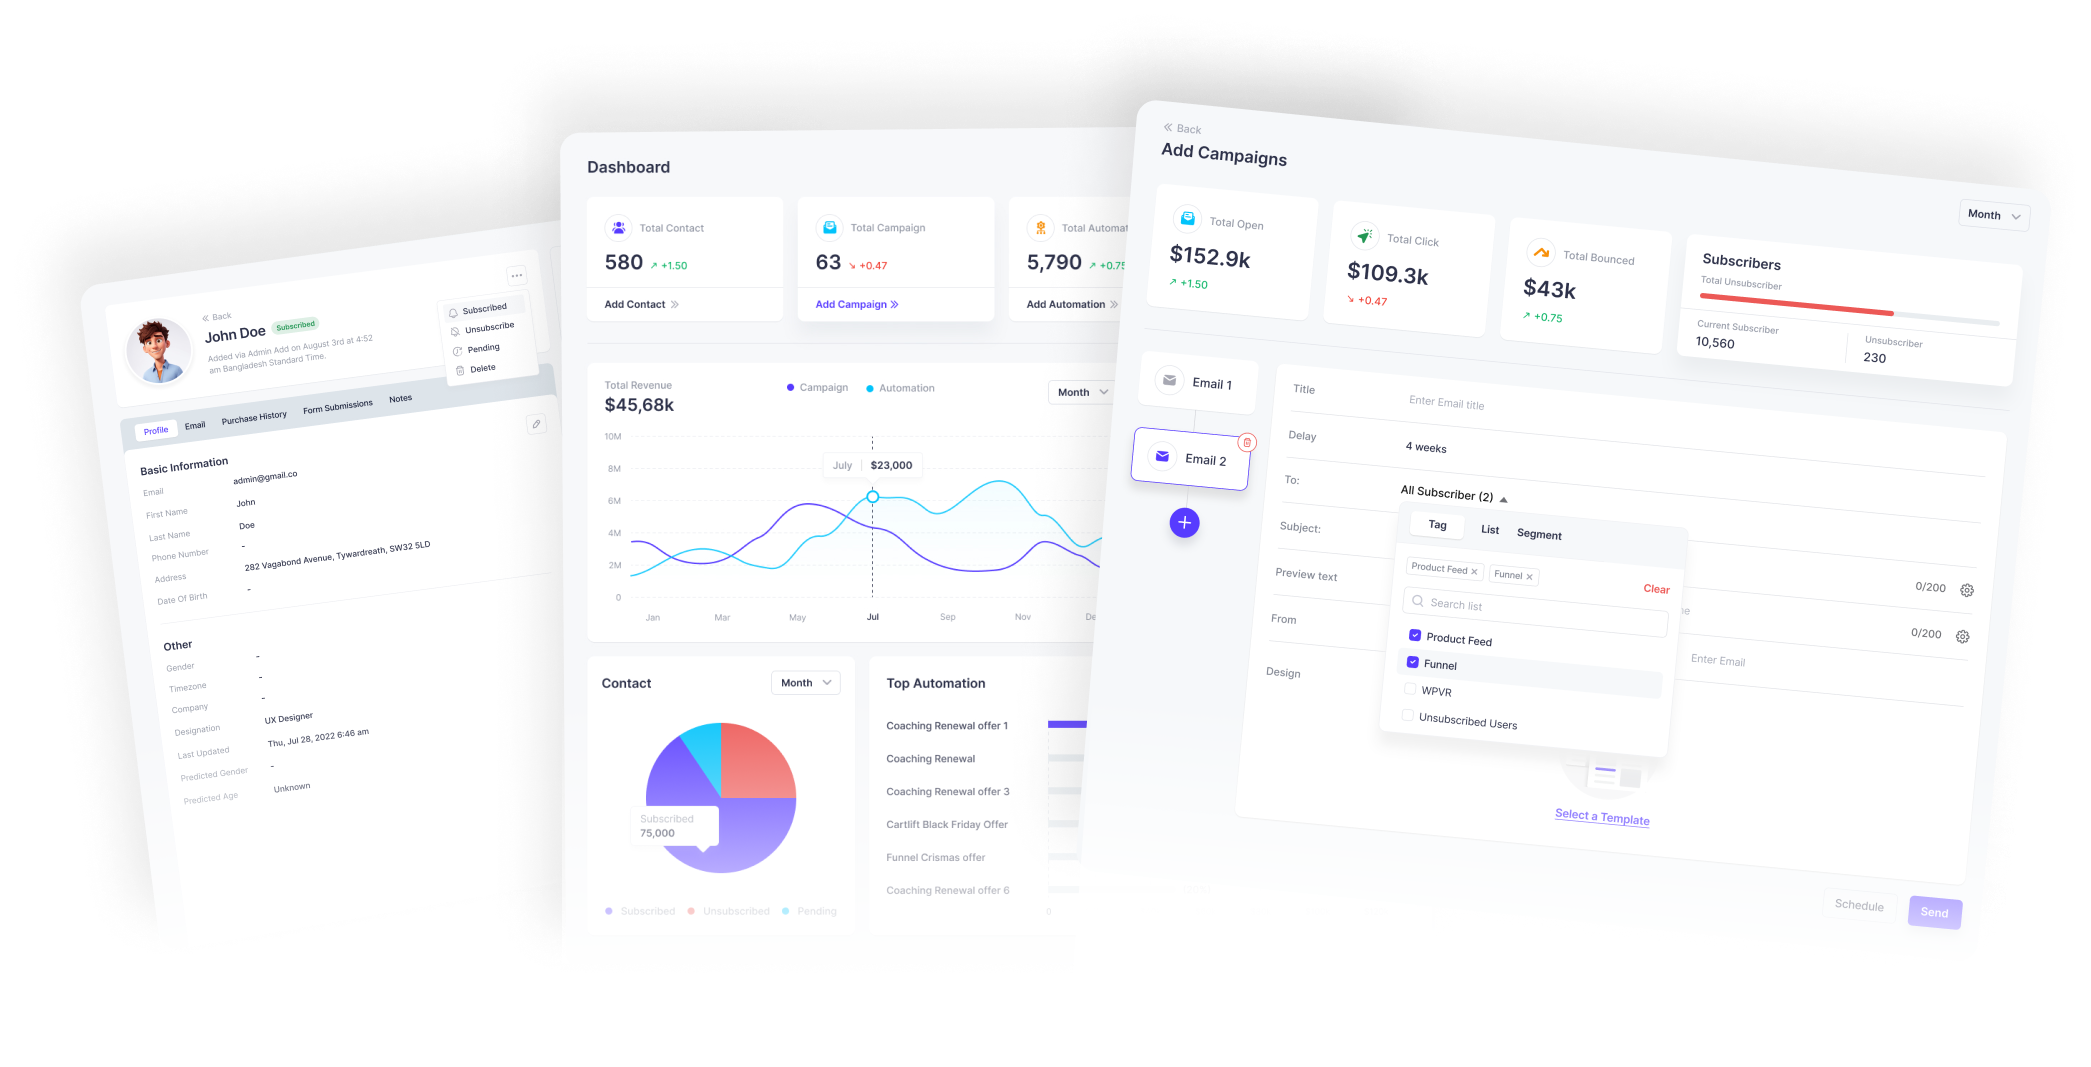 Back
John Doe Subscribed
Added via Admin Add on August 3rd at 4:52
am Bangladesh Standard Time.
Subscribed
Unsubscribe
Pending
Delete
Profile Email Purchase History Form Submissions Notes
Basic Information
Email admin@gmail.co
First Name John
Last Name Doe
Phone Number -
Address 282 Vagabond Avenue, Tywardreath, SW32 5LD
Date Of Birth -
Other
Gender -
Timezone -
Company -
Designation UX Designer
Last Updated Thu, Jul 28, 2022 6:46 am
Predicted Gender -
Predicted Age Unknown
Dashboard
Total Contact
580 +1.50
Add Contact
Total Campaign
63 +0.47
Add Campaign
Total Automat
5,790 +0.75
Add Automation
Total Revenue
$45,68k
Campaign Automation
Month
10M
8M
6M
4M
2M
0
July $23,000
Jan Mar May Jul Sep Nov De
Contact
Month
Subscribed
75,000
Subscribed Unsubscribed Pending
Top Automation
Coaching Renewal offer 1
Coaching Renewal
Coaching Renewal offer 3
Cartlift Black Friday Offer
Funnel Crismas offer
Coaching Renewal offer 6
0
Back
Add Campaigns
Month
Total Open
$152.9k
+1.50
Total Click
$109.3k
+0.47
Total Bounced
$43k
+0.75
Subscribers
Total Unsubscriber
Current Subscriber
10,560
Unsubscriber
230
Email 1
Email 2
Title Enter Email title
Delay 4 weeks
To: All Subscriber (2)
Subject:
Preview text
From
Design
Tag List Segment
Product Feed Funnel
Clear
Search list
Product Feed
Funnel
WPVR
Unsubscribed Users
0/200
0/200
Enter Email
Select a Template
Schedule Send